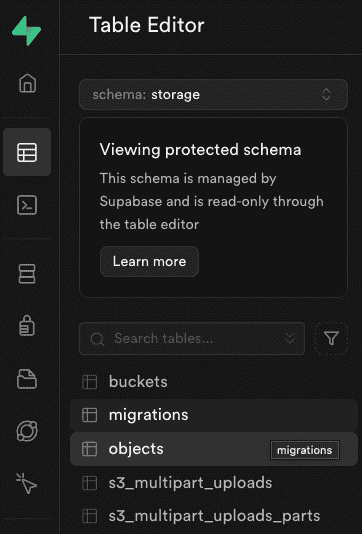 Table Editor
schema: storage
Viewing protected schema
This schema is managed by
Supabase and is read-only through
the table editor
Learn more
Search tables...
buckets
migrations
objects
migrations
s3_multipart_uploads
s3_multipart_uploads_parts